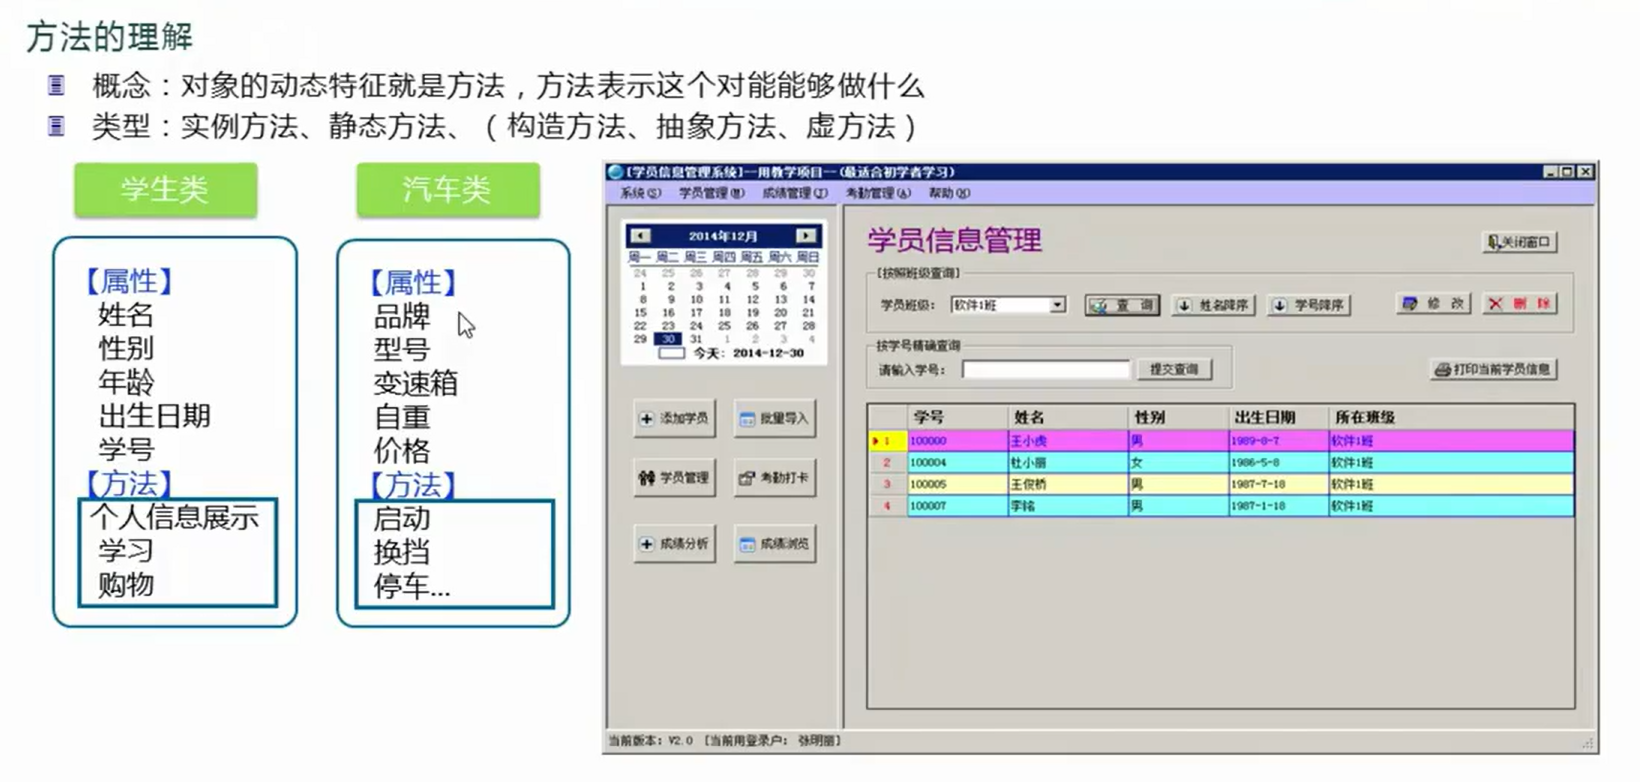 方法的理解
概念：对象的动态特征就是方法，方法表示这个对能能够做什么
类型：实例方法、静态方法、（构造方法、抽象方法、虚方法）
学生类
【属性】
姓名
性别
年龄
出生日期
学号
【方法】
个人信息展示
学习
购物
汽车类
【属性】
品牌
型号
变速箱
自重
价格
【方法】
启动
换挡
停车...
[学员信息管理系统]--用教学项目--(最适合初学者学习)
系统(S) 学员管理(M) 成绩管理(J) 考勤管理(A) 帮助(H)
2014年12月
周一 周二 周三 周四 周五 周六 周日
24 25 26 27 28 29 30
1 2 3 4 5 6 7
8 9 10 11 12 13 14
15 16 17 18 19 20 21
22 23 24 25 26 27 28
29 30 31 1 2 3 4
今天: 2014-12-30
添加学员 批量导入
学员管理 考勤打卡
成绩分析 成绩浏览
学员信息管理
关闭窗口
[按照班级查询]
学员班级: 软件1班 查 询 姓名降序 学号降序 修 改 删 除
按学号精确查询
请输入学号: 提交查询 打印当前学员信息
学号 姓名 性别 出生日期 所在班级
1 100000 王小虎 男 1989-8-7 软件1班
2 100004 杜小丽 女 1986-5-8 软件1班
3 100005 王俊桥 男 1987-7-18 软件1班
4 100007 李铭 男 1987-1-18 软件1班
当前版本: V2.0 [当前用登录户: 张明丽]